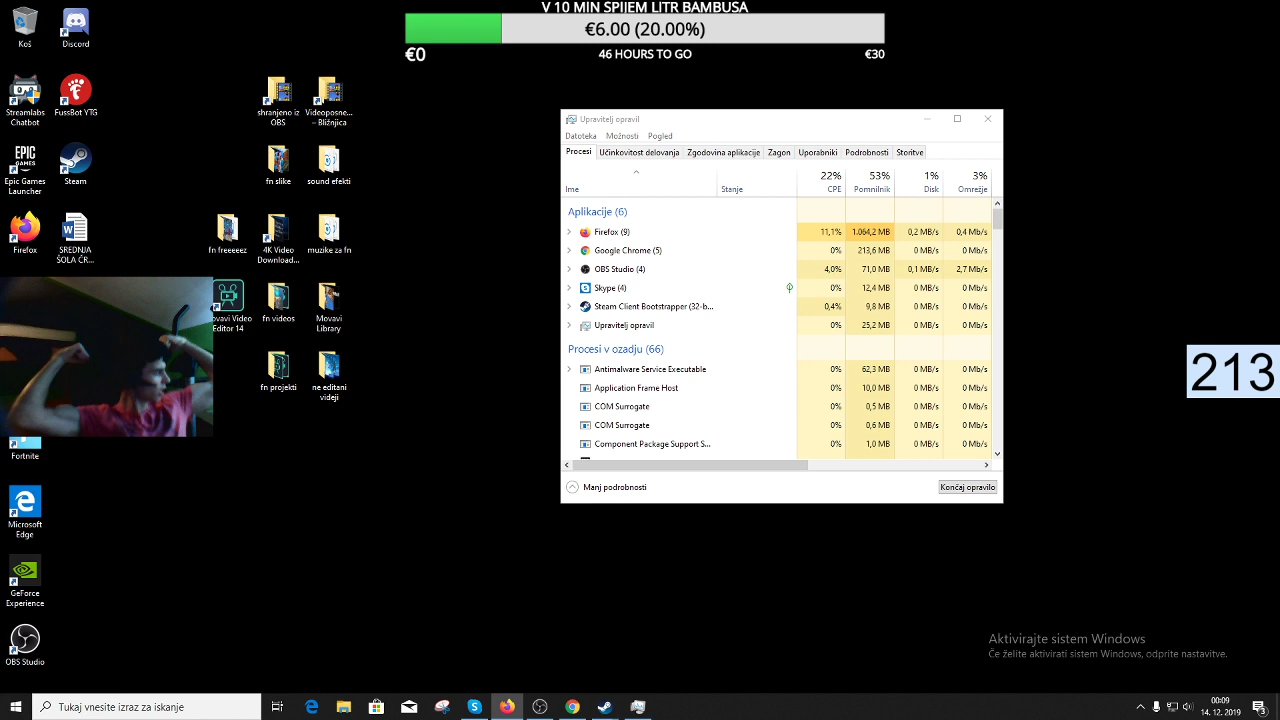 V 10 MIN SPIJEM LITR BAMBUSA
€6.00 (20.00%)
€0
46 HOURS TO GO
€30
Koš
Discord
Streamlabs
Chatbot
FussBot YTG
shranjeno iz
OBS
Videoposne...
– Bližnjica
Epic Games
Launcher
Steam
fn slike
sound efekti
Firefox
SREDNJA
ŠOLA ČR...
fn freeeeez
4K Video
Download...
muzke za fn
ovavi Video
Editor 14
fn videos
Movavi
Library
fn projekti
ne editani
videji
Fortnite
Microsoft
Edge
GeForce
Experience
OBS Studio
Upravitelj opravil
Datoteka Možnosti Pogled
Procesi Učinkovitost delovanja Zgodovina aplikacije Zagon Uporabniki Podrobnosti Storitve
22% 53% 1% 3%
Ime Stanje CPE Pomnilnik Disk Omrežje
Aplikacije (6)
Firefox (9) 11,1% 1.064,2 MB 0,2 MB/s 0,4 Mb/s
Google Chrome (5) 0% 213,6 MB 0 MB/s 0 Mb/s
OBS Studio (4) 4,0% 71,0 MB 0,1 MB/s 2,7 Mb/s
Skype (4) 0% 12,4 MB 0 MB/s 0 Mb/s
Steam Client Bootstrapper (32-b... 0,4% 9,8 MB 0 MB/s 0 Mb/s
Upravitelj opravil 0% 25,2 MB 0 MB/s 0 Mb/s
Procesi v ozadju (66)
Antimalware Service Executable 0% 62,3 MB 0 MB/s 0 Mb/s
Application Frame Host 0% 10,0 MB 0 MB/s 0 Mb/s
COM Surrogate 0% 0,5 MB 0 MB/s 0 Mb/s
COM Surrogate 0% 0,6 MB 0 MB/s 0 Mb/s
Component Package Support S... 0% 1,0 MB 0 MB/s 0 Mb/s
Manj podrobnosti
Končaj opravilo
213
Aktivirajte sistem Windows
Če želite aktivirati sistem Windows, odprite nastavitve.
Tukaj vnesite izraz za iskanje
00:09
14. 12. 2019